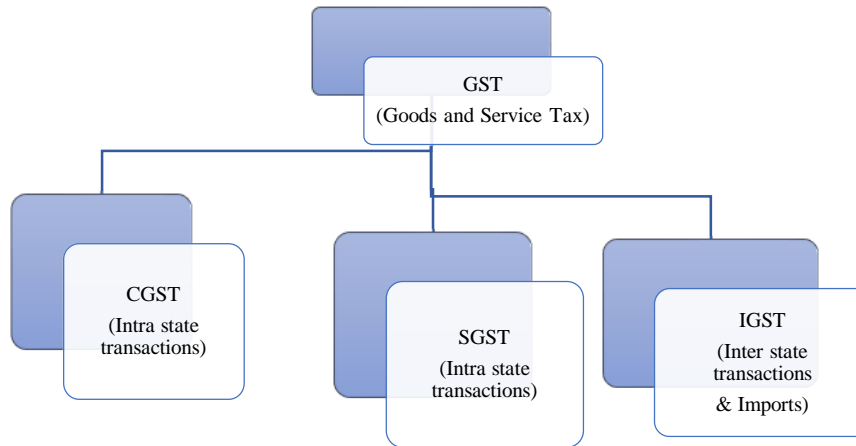 GST
(Goods and Service Tax)
CGST
(Intra state
transactions)
SGST
(Intra state
transactions)
IGST
(Inter state
transactions
& Imports)